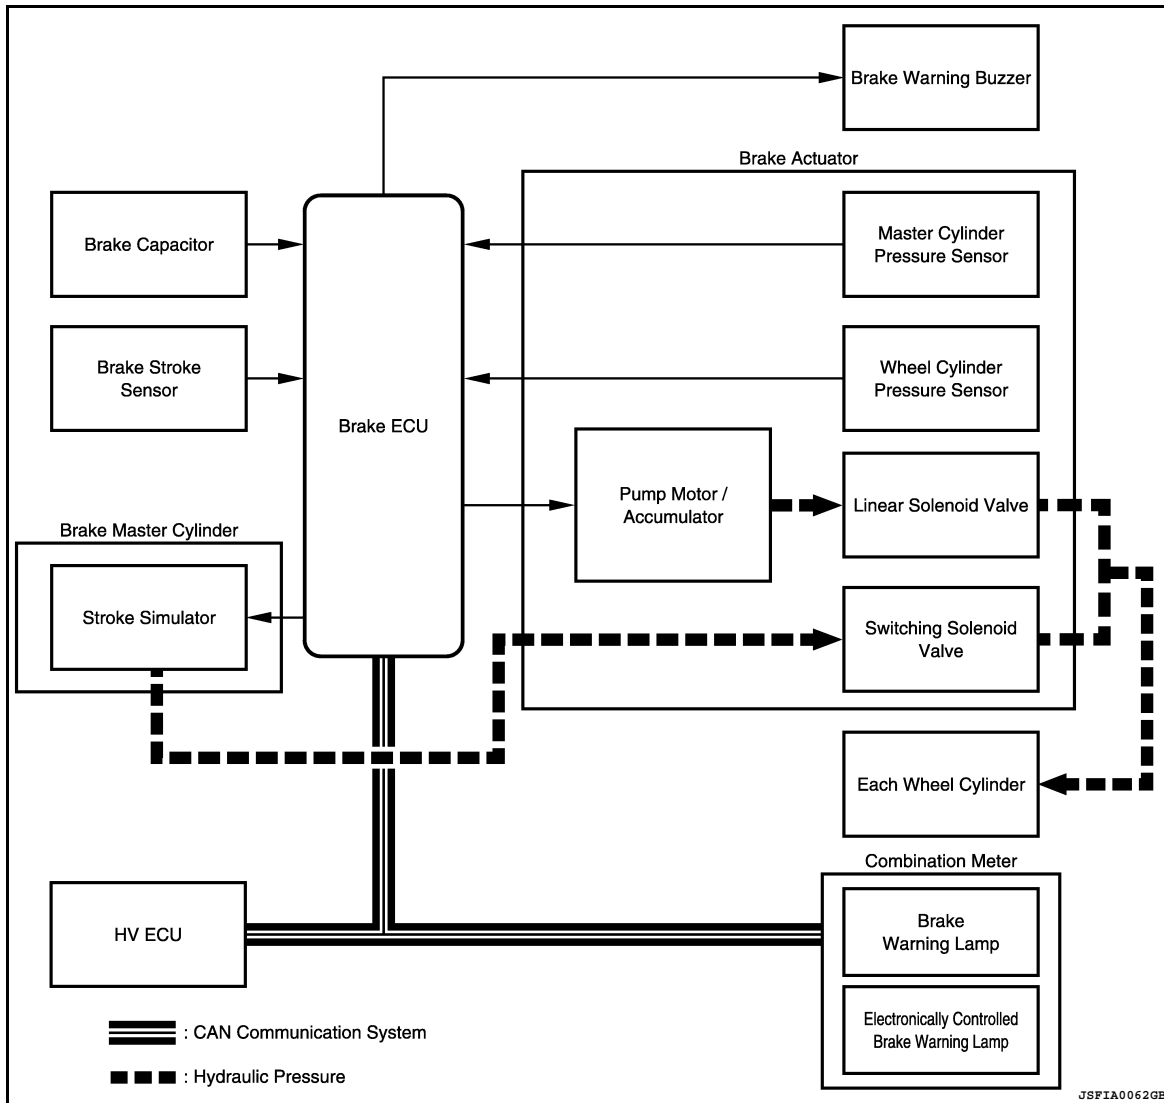 Brake Warning Buzzer
Brake Actuator
Brake Capacitor
Master Cylinder
Pressure Sensor
Brake Stroke
Sensor
Wheel Cylinder
Pressure Sensor
Brake ECU
Pump Motor /
Accumulator
Linear Solenoid Valve
Brake Master Cylinder
Stroke Simulator
Switching Solenoid
Valve
Each Wheel Cylinder
Combination Meter
HV ECU
Brake
Warning Lamp
Electronically Controlled
Brake Warning Lamp
: CAN Communication System
: Hydraulic Pressure
JSFIA0062GB